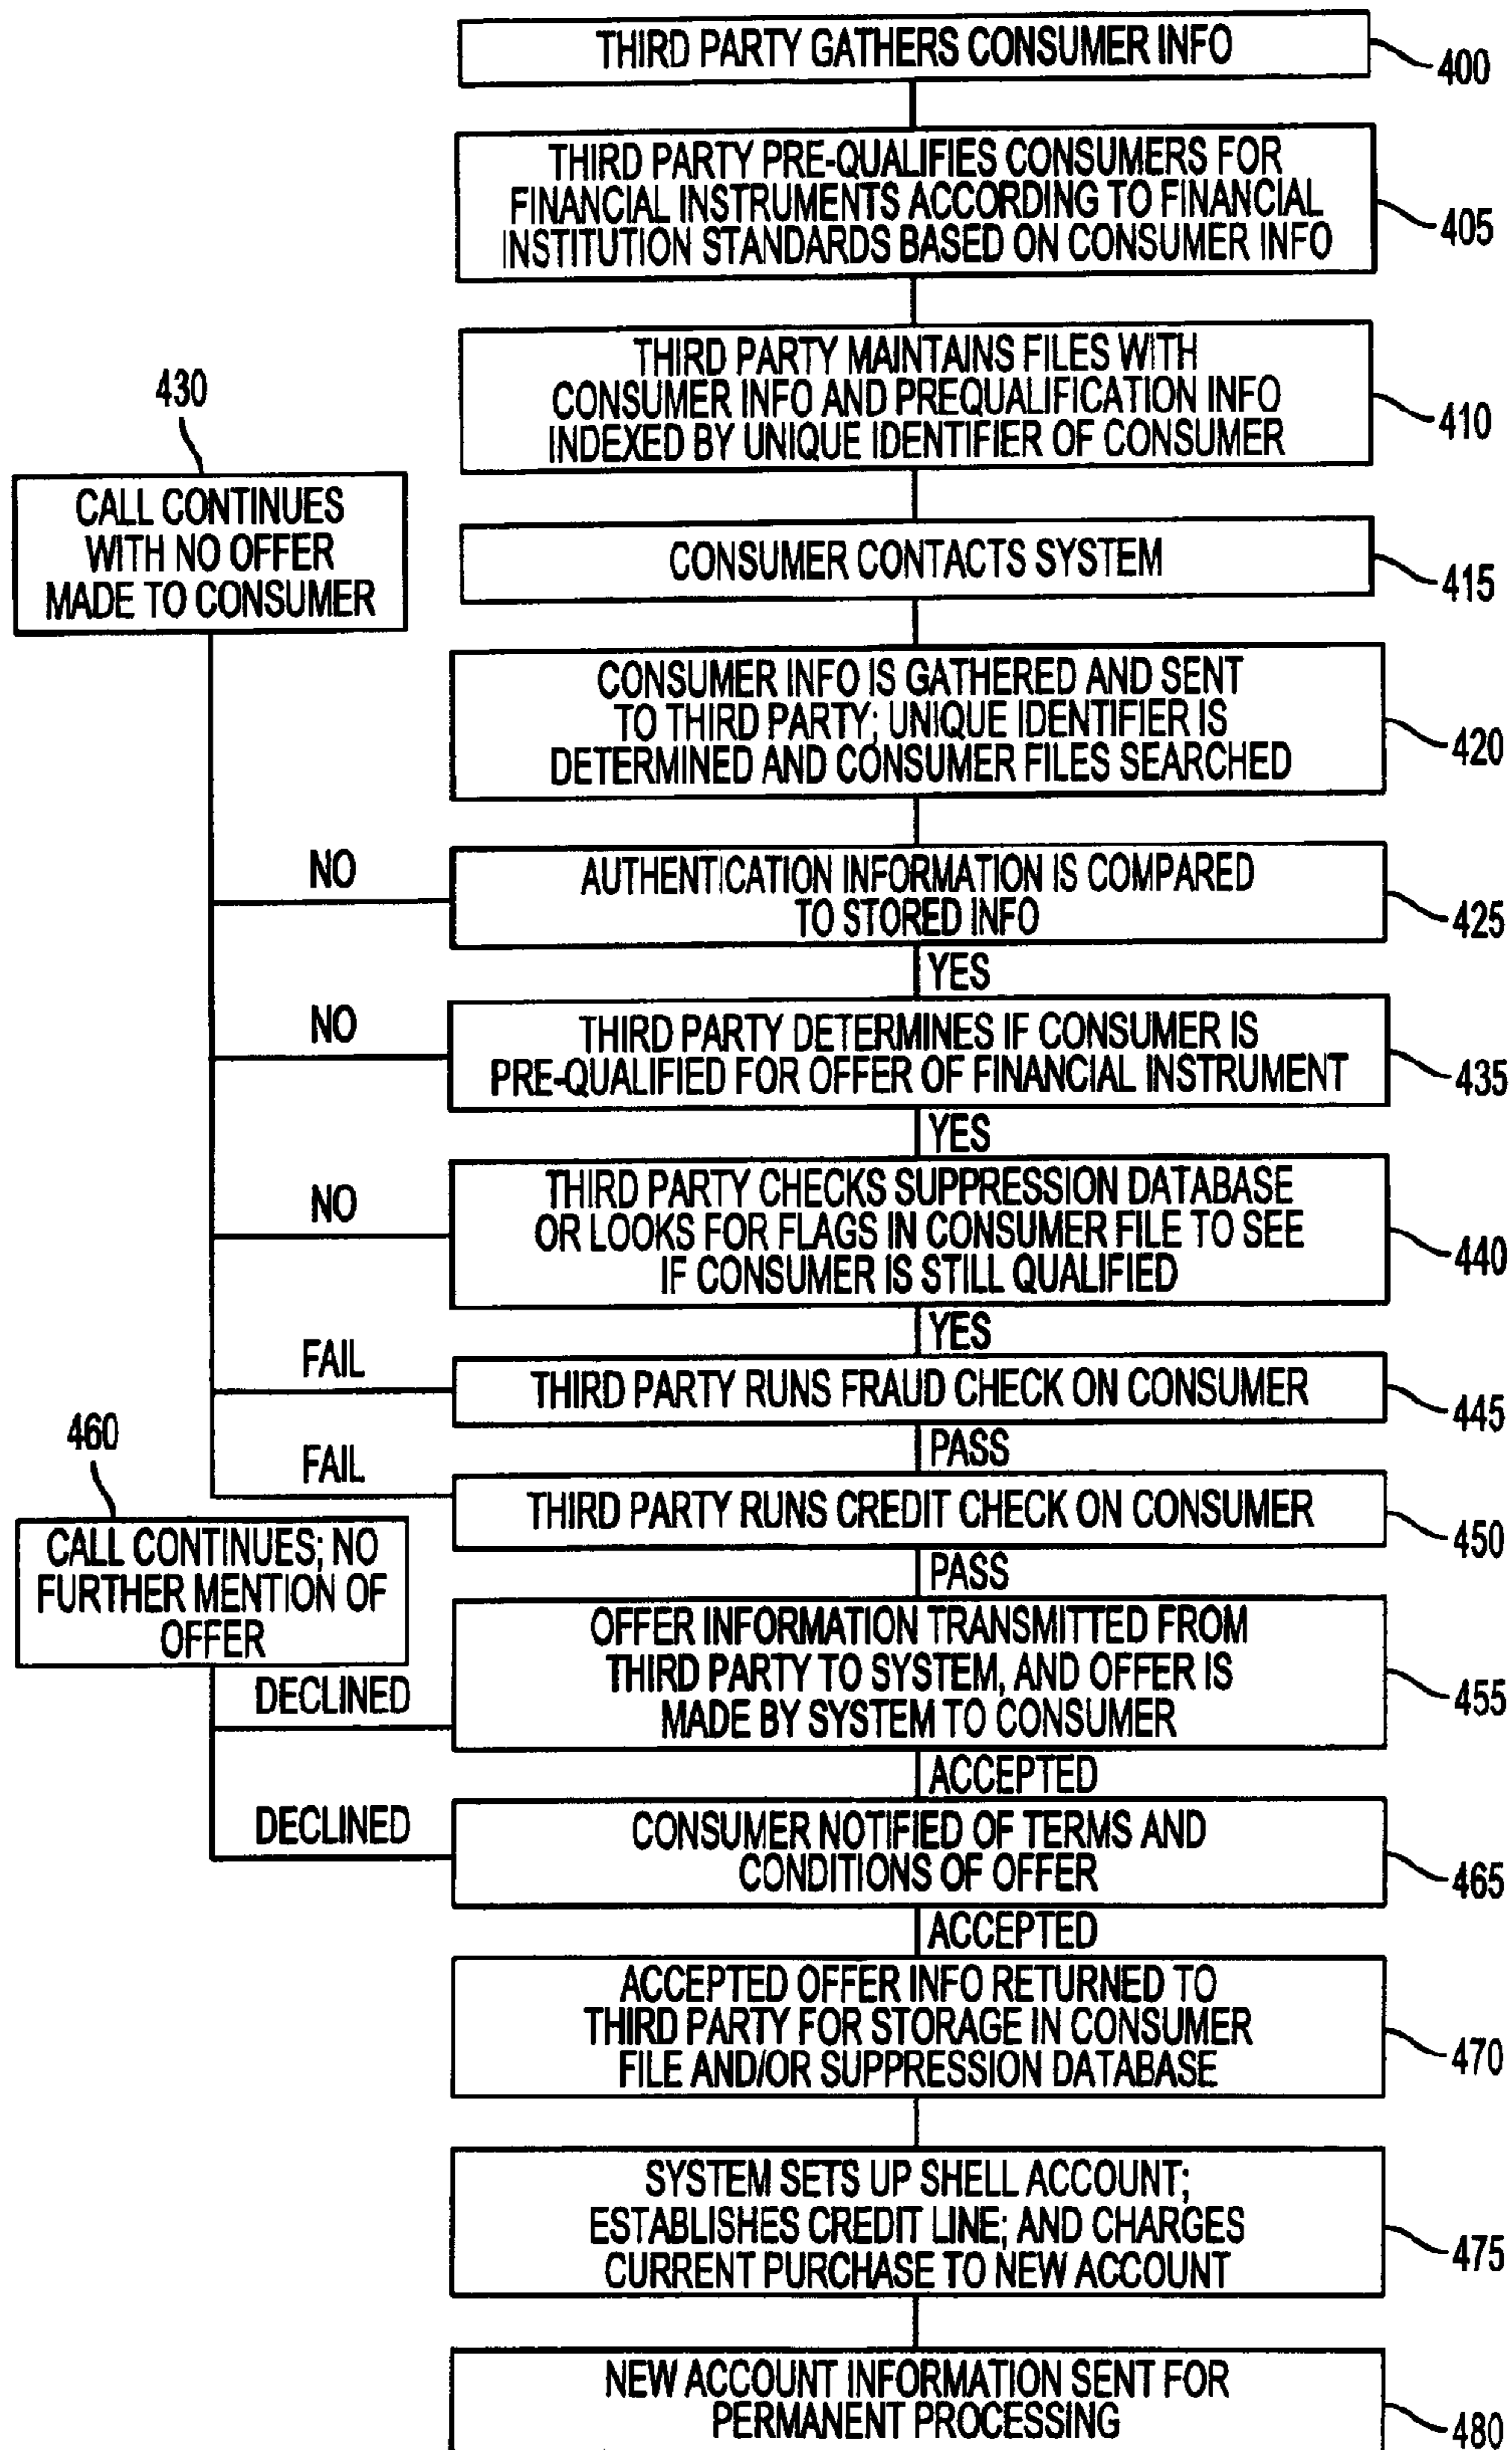 THIRD PARTY GATHERS CONSUMER INFO
400
THIRD PARTY PRE-QUALIFIES CONSUMERS FOR
FINANCIAL INSTRUMENTS ACCORDING TO FINANCIAL
INSTITUTION STANDARDS BASED ON CONSUMER INFO
405
THIRD PARTY MAINTAINS FILES WITH
CONSUMER INFO AND PREQUALIFICATION INFO
INDEXED BY UNIQUE IDENTIFIER OF CONSUMER
410
430
CALL CONTINUES
WITH NO OFFER
MADE TO CONSUMER
CONSUMER CONTACTS SYSTEM
415
CONSUMER INFO IS GATHERED AND SENT
TO THIRD PARTY; UNIQUE IDENTIFIER IS
DETERMINED AND CONSUMER FILES SEARCHED
420
NO
AUTHENTICATION INFORMATION IS COMPARED
TO STORED INFO
425
YES
NO
THIRD PARTY DETERMINES IF CONSUMER IS
PRE-QUALIFIED FOR OFFER OF FINANCIAL INSTRUMENT
435
YES
NO
THIRD PARTY CHECKS SUPPRESSION DATABASE
OR LOOKS FOR FLAGS IN CONSUMER FILE TO SEE
IF CONSUMER IS STILL QUALIFIED
440
YES
FAIL
THIRD PARTY RUNS FRAUD CHECK ON CONSUMER
445
PASS
FAIL
THIRD PARTY RUNS CREDIT CHECK ON CONSUMER
450
PASS
460
CALL CONTINUES; NO
FURTHER MENTION OF
OFFER
DECLINED
OFFER INFORMATION TRANSMITTED FROM
THIRD PARTY TO SYSTEM, AND OFFER IS
MADE BY SYSTEM TO CONSUMER
455
ACCEPTED
DECLINED
CONSUMER NOTIFIED OF TERMS AND
CONDITIONS OF OFFER
465
ACCEPTED
ACCEPTED OFFER INFO RETURNED TO
THIRD PARTY FOR STORAGE IN CONSUMER
FILE AND/OR SUPPRESSION DATABASE
470
SYSTEM SETS UP SHELL ACCOUNT;
ESTABLISHES CREDIT LINE; AND CHARGES
CURRENT PURCHASE TO NEW ACCOUNT
475
NEW ACCOUNT INFORMATION SENT FOR
PERMANENT PROCESSING
480